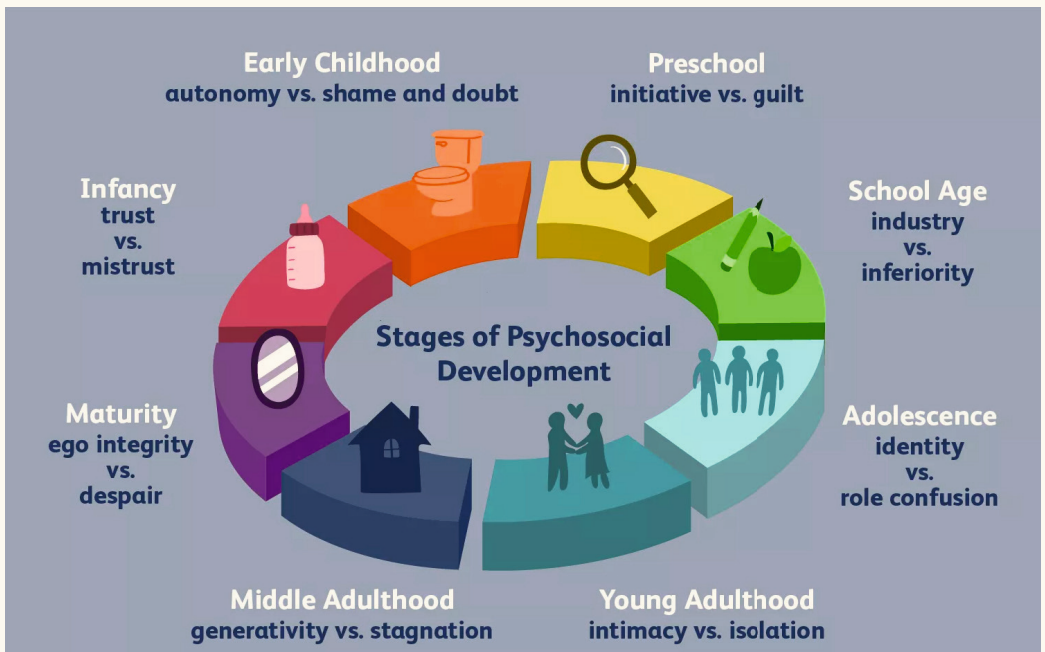 Early Childhood
autonomy vs. shame and doubt
Preschool
initiative vs. guilt
Infancy
trust
vs.
mistrust
School Age
industry
vs.
inferiority
Stages of Psychosocial
Development
Maturity
ego integrity
vs.
despair
Adolescence
identity
vs.
role confusion
Middle Adulthood
generativity vs. stagnation
Young Adulthood
intimacy vs. isolation